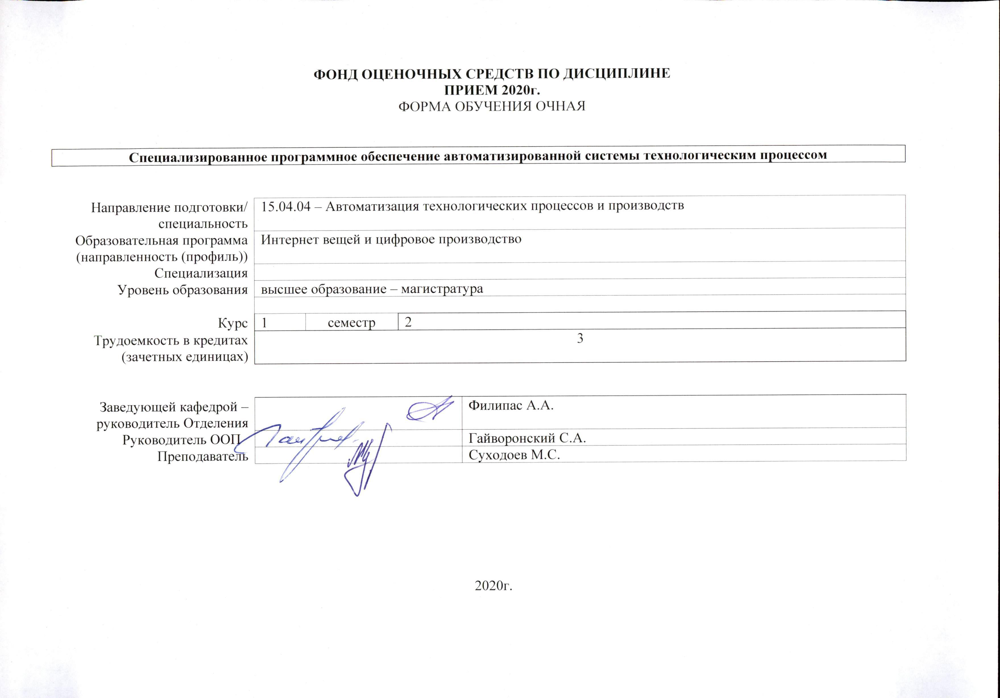 ФОНД ОЦЕНОЧНЫХ СРЕДСТВ ПО ДИСЦИПЛИНЕ
ПРИЕМ 2020г.
ФОРМА ОБУЧЕНИЯ ОЧНАЯ
Специализированное программное обеспечение автоматизированной системы технологическим процессом
Направление подготовки/ 15.04.04 – Автоматизация технологических процессов и производств
специальность
Образовательная программа Интернет вещей и цифровое производство
(направленность (профиль))
Специализация
Уровень образования высшее образование – магистратура
Курс 1 семестр 2
Трудоемкость в кредитах 3
(зачетных единицах)
Заведующей кафедрой – Филипас А.А.
руководитель Отделения
Руководитель ООП Гайворонский С.А.
Преподаватель Суходоев М.С.
2020г.